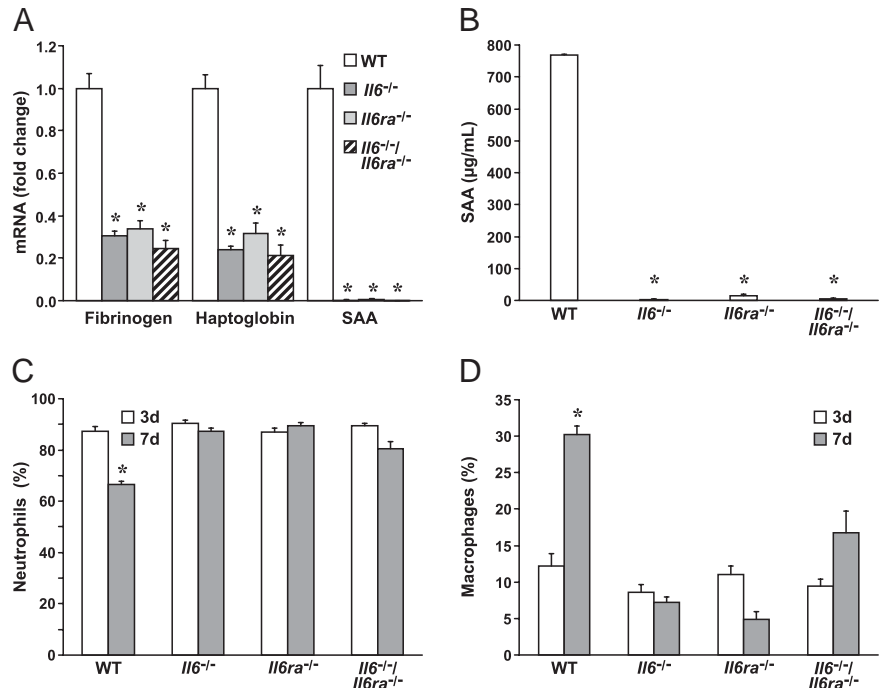 A
1.2
1.0
0.8
0.6
0.4
0.2
0.0
mRNA (fold change)
WT
Il6-/-
Il6ra-/-
Il6-/-/
Il6ra-/-
* * *
* * *
* * *
Fibrinogen Haptoglobin SAA
B
800
700
600
500
400
300
200
100
0
SAA (µg/mL)
* * *
WT Il6-/- Il6ra-/- Il6-/-/
Il6ra-/-
C
100
80
60
40
20
0
Neutrophils (%)
3d
7d
*
WT Il6-/- Il6ra-/- Il6-/-/
Il6ra-/-
D
35
30
25
20
15
10
5
0
Macrophages (%)
3d
7d
*
WT Il6-/- Il6ra-/- Il6-/-/
Il6ra-/-